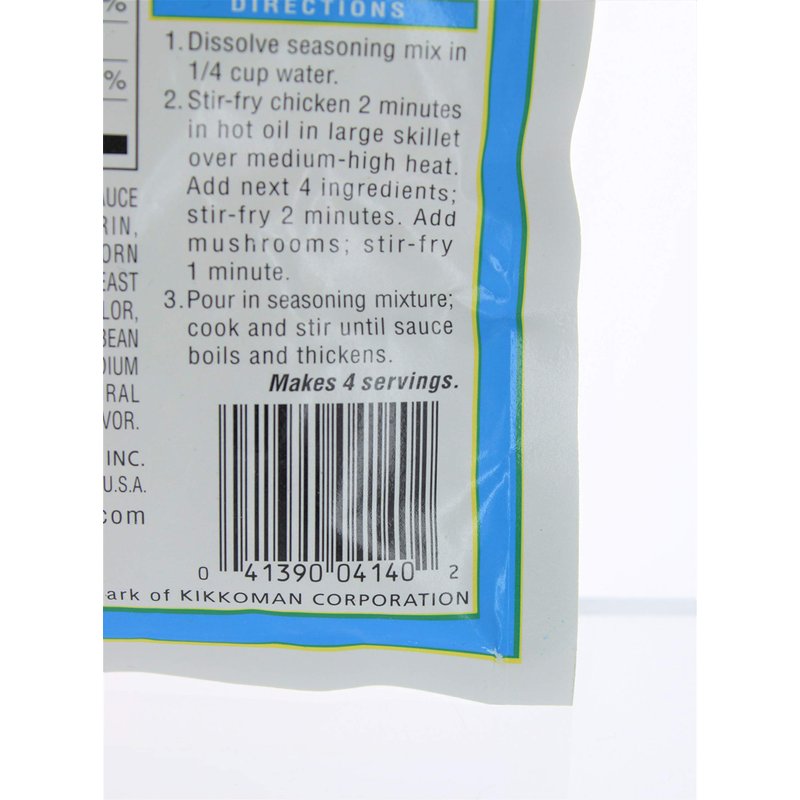 %
%
DIRECTIONS
1. Dissolve seasoning mix in
1/4 cup water.
2. Stir-fry chicken 2 minutes
in hot oil in large skillet
over medium-high heat.
Add next 4 ingredients;
stir-fry 2 minutes. Add
mushrooms; stir-fry
1 minute.
3. Pour in seasoning mixture;
cook and stir until sauce
boils and thickens.
Makes 4 servings.
AUCE
RIN,
ORN
EAST
LOR,
BEAN
DIUM
RAL
VOR.
INC.
U.S.A.
.com
0 41390 04140 2
ark of KIKKOMAN CORPORATION